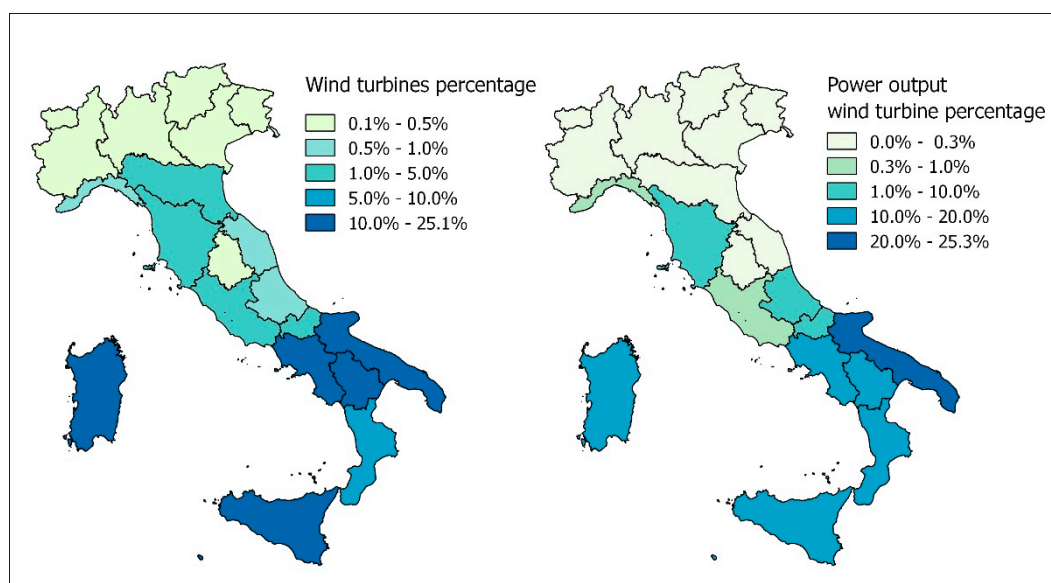 Wind turbines percentage
0.1% - 0.5%
0.5% - 1.0%
1.0% - 5.0%
5.0% - 10.0%
10.0% - 25.1%
Power output
wind turbine percentage
0.0% - 0.3%
0.3% - 1.0%
1.0% - 10.0%
10.0% - 20.0%
20.0% - 25.3%